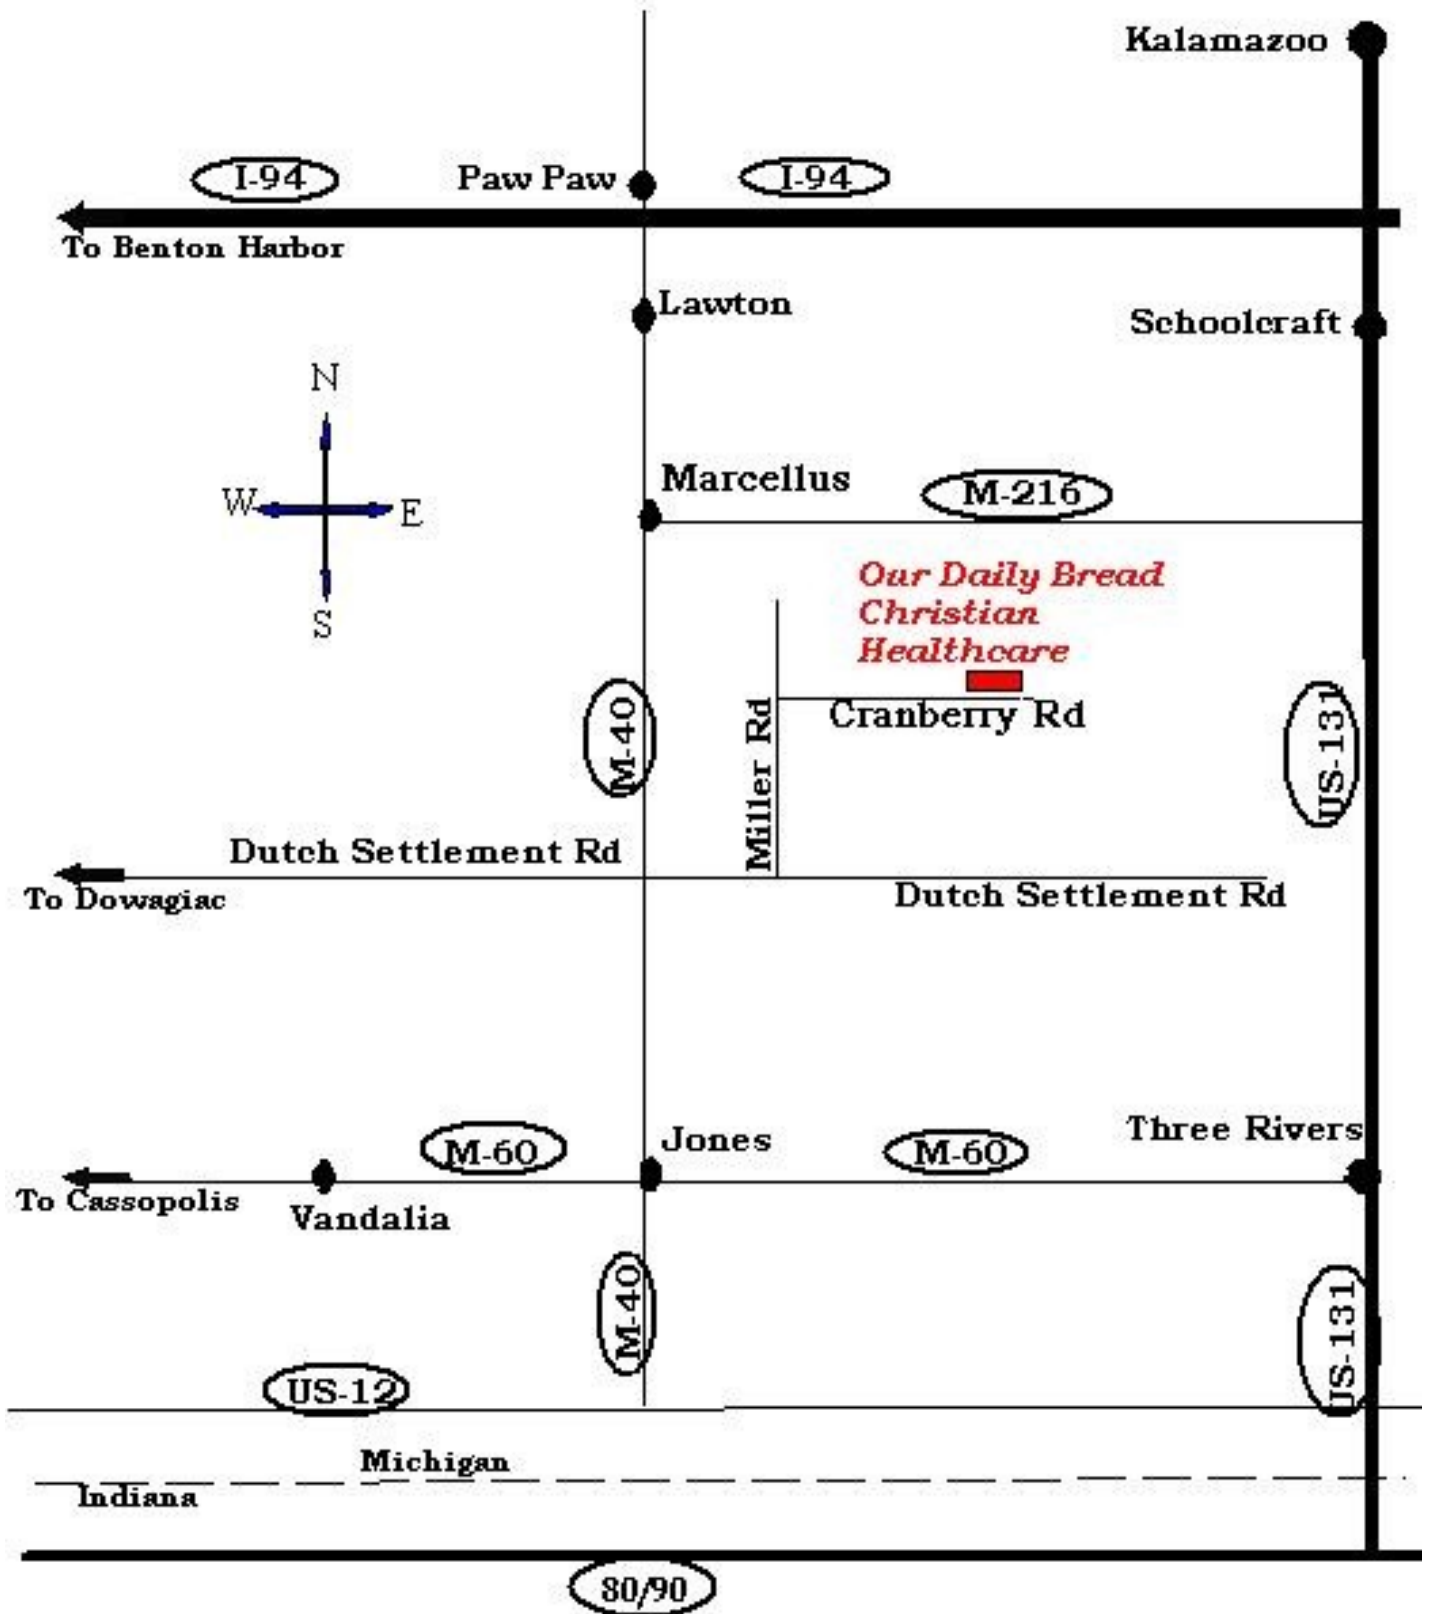 Kalamazoo
I-94
Paw Paw
I-94
To Benton Harbor
Lawton
Schoolcraft
N
W
E
S
Marcellus
M-216
Our Daily Bread
Christian
Healthcare
Cranberry Rd
M-40
Miller Rd
US-131
Dutch Settlement Rd
To Dowagiac
Dutch Settlement Rd
M-60
Jones
M-60
Three Rivers
To Cassopolis
Vandalia
M-40
US-131
US-12
Michigan
Indiana
80/90